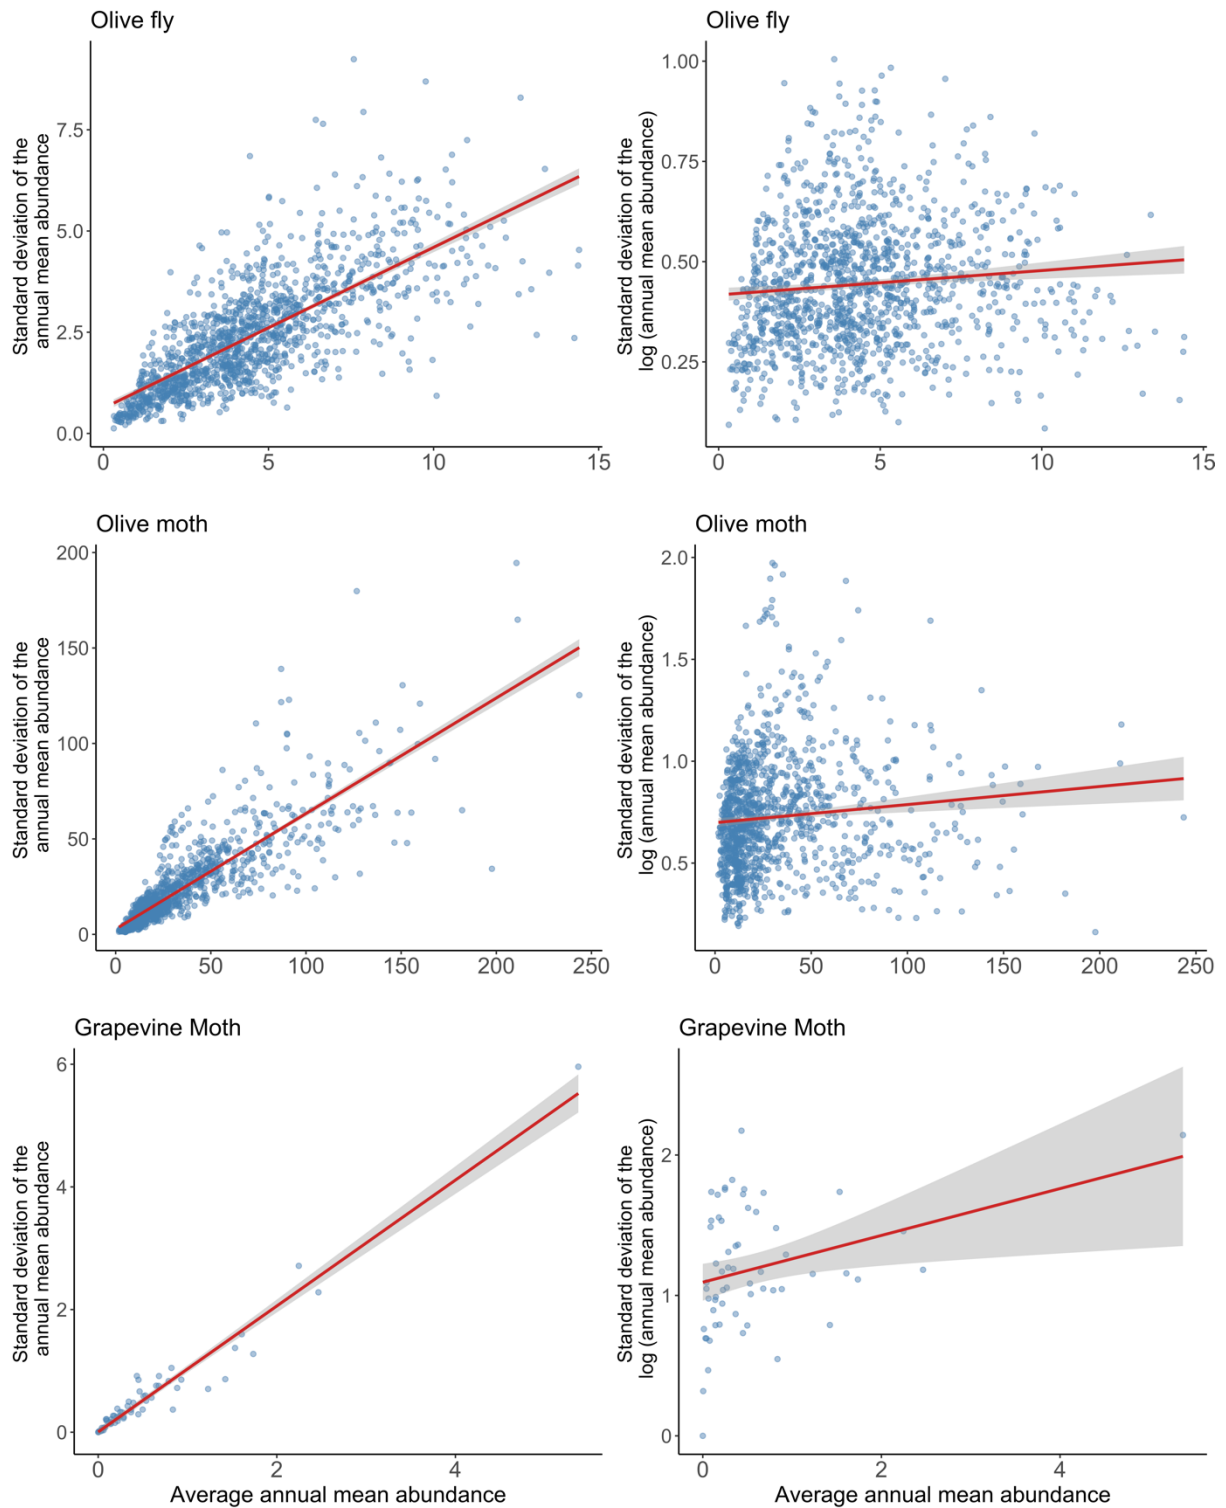 Olive fly
Standard deviation of the
annual mean abundance
7.5
5.0
2.5
0.0
0
5
10
15
Olive fly
Standard deviation of the
log (annual mean abundance)
1.00
0.75
0.50
0.25
0
5
10
15
Olive moth
Standard deviation of the
annual mean abundance
200
150
100
50
0
0
50
100
150
200
250
Olive moth
Standard deviation of the
log (annual mean abundance)
2.0
1.5
1.0
0.5
0
50
100
150
200
250
Grapevine Moth
Standard deviation of the
annual mean abundance
6
4
2
0
0
2
4
Average annual mean abundance
Grapevine Moth
Standard deviation of the
log (annual mean abundance)
2
1
0
0
2
4
Average annual mean abundance